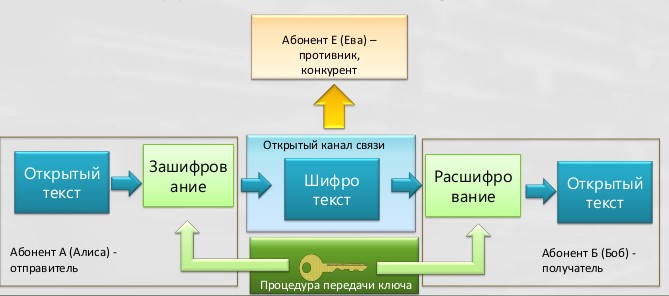 Абонент Е (Ева) –
противник,
конкурент
Открытый канал связи
Открытый
текст
Зашифров
ание
Шифро
текст
Расшифро
вание
Открытый
текст
Абонент А (Алиса) -
отправитель
Абонент Б (Боб) -
получатель
Процедура передачи ключа